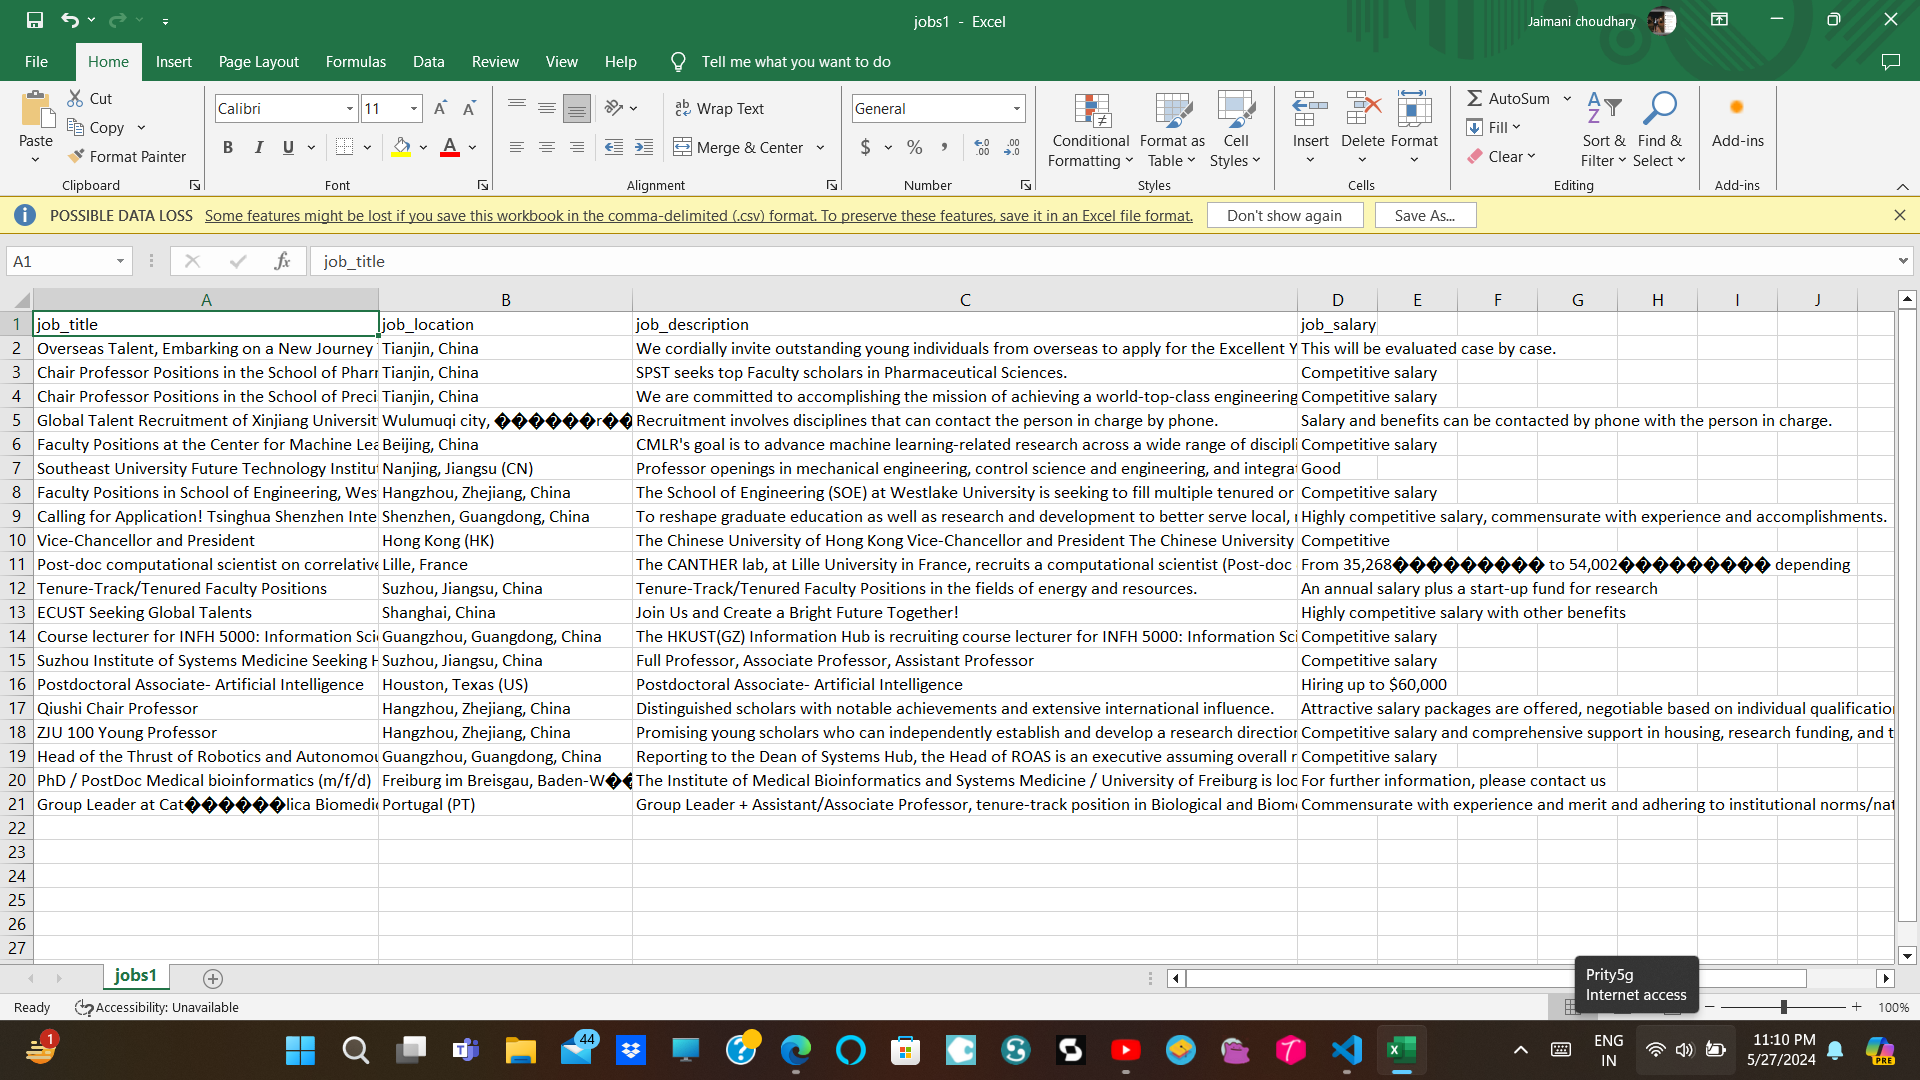 jobs1 - Excel
Jaimani choudhary
File Home Insert Page Layout Formulas Data Review View Help Tell me what you want to do
Paste
Cut
Copy
Format Painter
Clipboard
Calibri 11
B I U
Font
Wrap Text
Merge & Center
Alignment
General
$ % ,
Number
Conditional Formatting
Format as Table
Cell Styles
Styles
Insert Delete Format
Cells
AutoSum
Fill
Clear
Sort & Filter
Find & Select
Editing
Add-ins
Add-ins
POSSIBLE DATA LOSS Some features might be lost if you save this workbook in the comma-delimited (.csv) format. To preserve these features, save it in an Excel file format. Don't show again Save As...
A1 fx job_title
A B C D E F G H I J
1 job_title job_location job_description job_salary
2 Overseas Talent, Embarking on a New Journey Tianjin, China We cordially invite outstanding young individuals from overseas to apply for the Excellent Y This will be evaluated case by case.
3 Chair Professor Positions in the School of Phar Tianjin, China SPST seeks top Faculty scholars in Pharmaceutical Sciences. Competitive salary
4 Chair Professor Positions in the School of Preci Tianjin, China We are committed to accomplishing the mission of achieving a world-top-class engineering Competitive salary
5 Global Talent Recruitment of Xinjiang Universit Wulumuqi city, ������r�� Recruitment involves disciplines that can contact the person in charge by phone. Salary and benefits can be contacted by phone with the person in charge.
6 Faculty Positions at the Center for Machine Lea Beijing, China CMLR's goal is to advance machine learning-related research across a wide range of discipli Competitive salary
7 Southeast University Future Technology Institut Nanjing, Jiangsu (CN) Professor openings in mechanical engineering, control science and engineering, and integrat Good
8 Faculty Positions in School of Engineering, Wes Hangzhou, Zhejiang, China The School of Engineering (SOE) at Westlake University is seeking to fill multiple tenured or Competitive salary
9 Calling for Application! Tsinghua Shenzhen Inte Shenzhen, Guangdong, China To reshape graduate education as well as research and development to better serve local, Highly competitive salary, commensurate with experience and accomplishments.
10 Vice-Chancellor and President Hong Kong (HK) The Chinese University of Hong Kong Vice-Chancellor and President The Chinese University Competitive
11 Post-doc computational scientist on correlative Lille, France The CANTHER lab, at Lille University in France, recruits a computational scientist (Post-doc From 35,268��������� to 54,002��������� depending
12 Tenure-Track/Tenured Faculty Positions Suzhou, Jiangsu, China Tenure-Track/Tenured Faculty Positions in the fields of energy and resources. An annual salary plus a start-up fund for research
13 ECUST Seeking Global Talents Shanghai, China Join Us and Create a Bright Future Together! Highly competitive salary with other benefits
14 Course lecturer for INFH 5000: Information Sci Guangzhou, Guangdong, China The HKUST(GZ) Information Hub is recruiting course lecturer for INFH 5000: Information Sci Competitive salary
15 Suzhou Institute of Systems Medicine Seeking H Suzhou, Jiangsu, China Full Professor, Associate Professor, Assistant Professor Competitive salary
16 Postdoctoral Associate- Artificial Intelligence Houston, Texas (US) Postdoctoral Associate- Artificial Intelligence Hiring up to $60,000
17 Qiushi Chair Professor Hangzhou, Zhejiang, China Distinguished scholars with notable achievements and extensive international influence. Attractive salary packages are offered, negotiable based on individual qualificatio
18 ZJU 100 Young Professor Hangzhou, Zhejiang, China Promising young scholars who can independently establish and develop a research direction Competitive salary and comprehensive support in housing, research funding, and t
19 Head of the Thrust of Robotics and Autonomou Guangzhou, Guangdong, China Reporting to the Dean of Systems Hub, the Head of ROAS is an executive assuming overall r Competitive salary
20 PhD / PostDoc Medical bioinformatics (m/f/d) Freiburg im Breisgau, Baden-W�� The Institute of Medical Bioinformatics and Systems Medicine / University of Freiburg is loc For further information, please contact us
21 Group Leader at Cat������lica Biomedic Portugal (PT) Group Leader + Assistant/Associate Professor, tenure-track position in Biological and Biome Commensurate with experience and merit and adhering to institutional norms/nat
22
23
24
25
26
27
jobs1
Prity5g
Internet access
Ready Accessibility: Unavailable 100%
1
44
ENG
IN
11:10 PM
5/27/2024
PRE